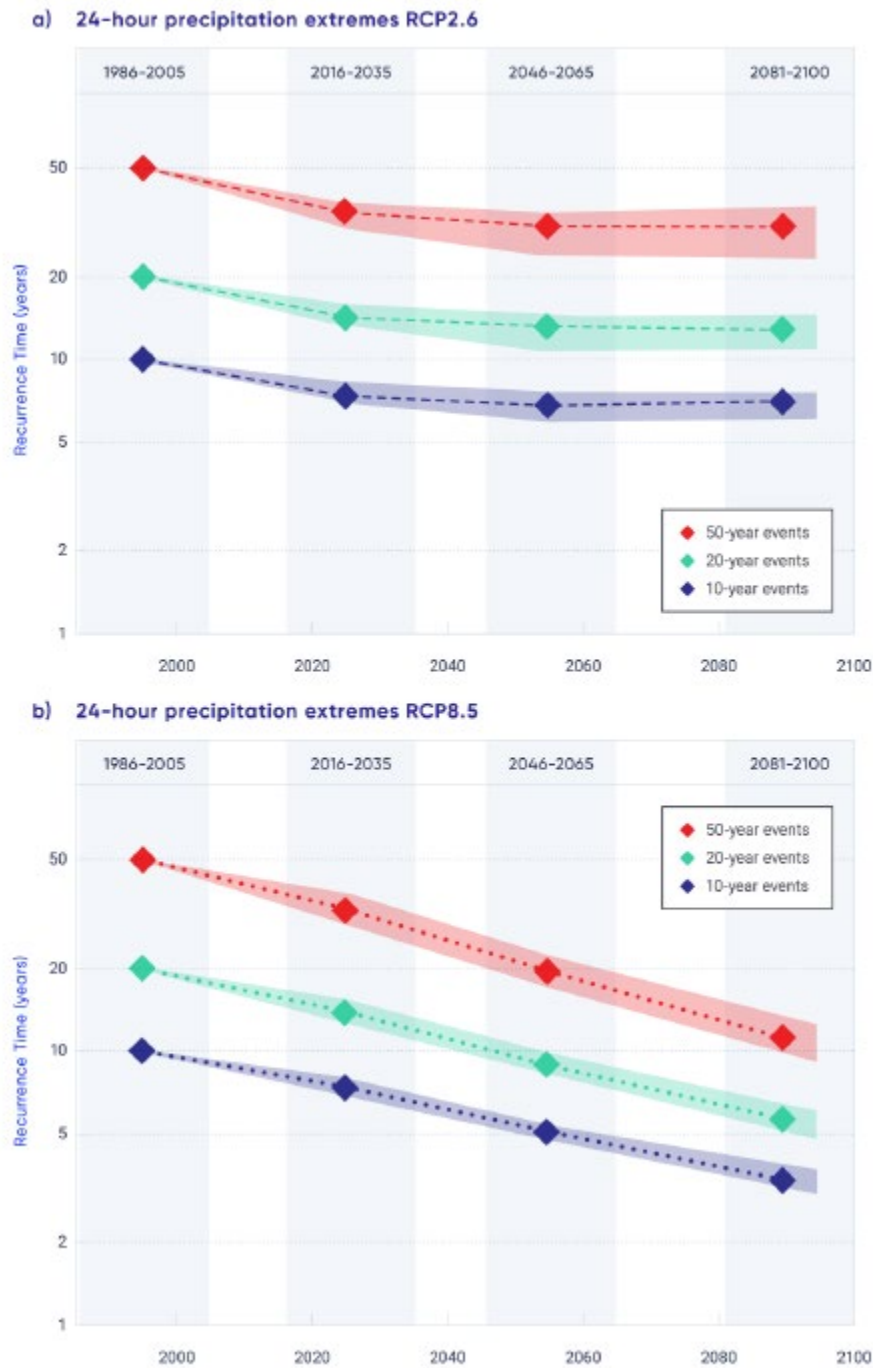 a) 24-hour precipitation extremes RCP2.6
1986-2005 2016-2035 2046-2065 2081-2100
50
20
10
5
2
1
Recurrence Time (years)
50-year events
20-year events
10-year events
2000 2020 2040 2060 2080 2100
b) 24-hour precipitation extremes RCP8.5
1986-2005 2016-2035 2046-2065 2081-2100
50-year events
20-year events
10-year events
50
20
10
5
2
1
Recurrence Time (years)
2000 2020 2040 2060 2080 2100